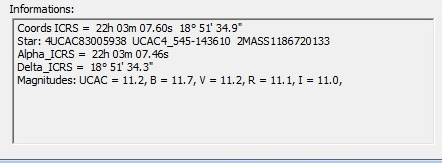 Informations:
Coords ICRS =  22h 03m 07.60s  18° 51' 34.9"
Star: 4UCAC83005938  UCAC4_545-143610  2MASS1186720133
Alpha_ICRS =  22h 03m 07.46s
Delta_ICRS =  18° 51' 34.3"
Magnitudes: UCAC = 11.2, B = 11.7, V = 11.2, R = 11.1, I = 11.0,